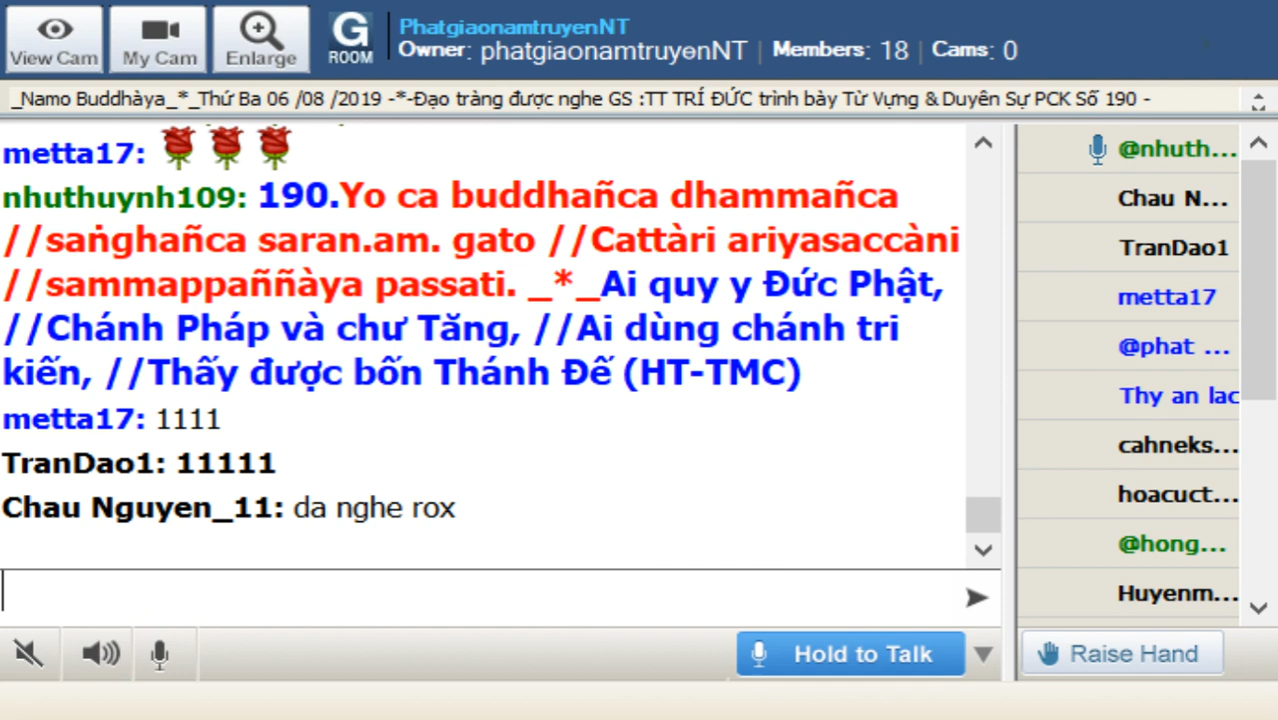 View Cam
My Cam
Enlarge
G
ROOM
PhatgiaonamtruyenNT
Owner: phatgiaonamtruyenNT | Members: 18 | Cams: 0
_Namo Buddhàya_*_Thứ Ba 06 /08 /2019 -*-Đạo tràng được nghe GS :TT TRÍ ĐỨC trình bày Từ Vựng & Duyên Sự PCK Số 190 -
metta17:
nhuthuynh109: 190.Yo ca buddhañca dhammañca
//saṅghañca saran.am. gato //Cattàri ariyasaccàni
//sammappaññàya passati. _*_Ai quy y Đức Phật,
//Chánh Pháp và chư Tăng, //Ai dùng chánh tri
kiến, //Thấy được bốn Thánh Đế (HT-TMC)
metta17: 1111
TranDao1: 11111
Chau Nguyen_11: da nghe rox
@nhuth...
Chau N...
TranDao1
metta17
@phat ...
Thy an lac
cahneks...
hoacuct...
@hong...
Huyenm...
Hold to Talk
Raise Hand